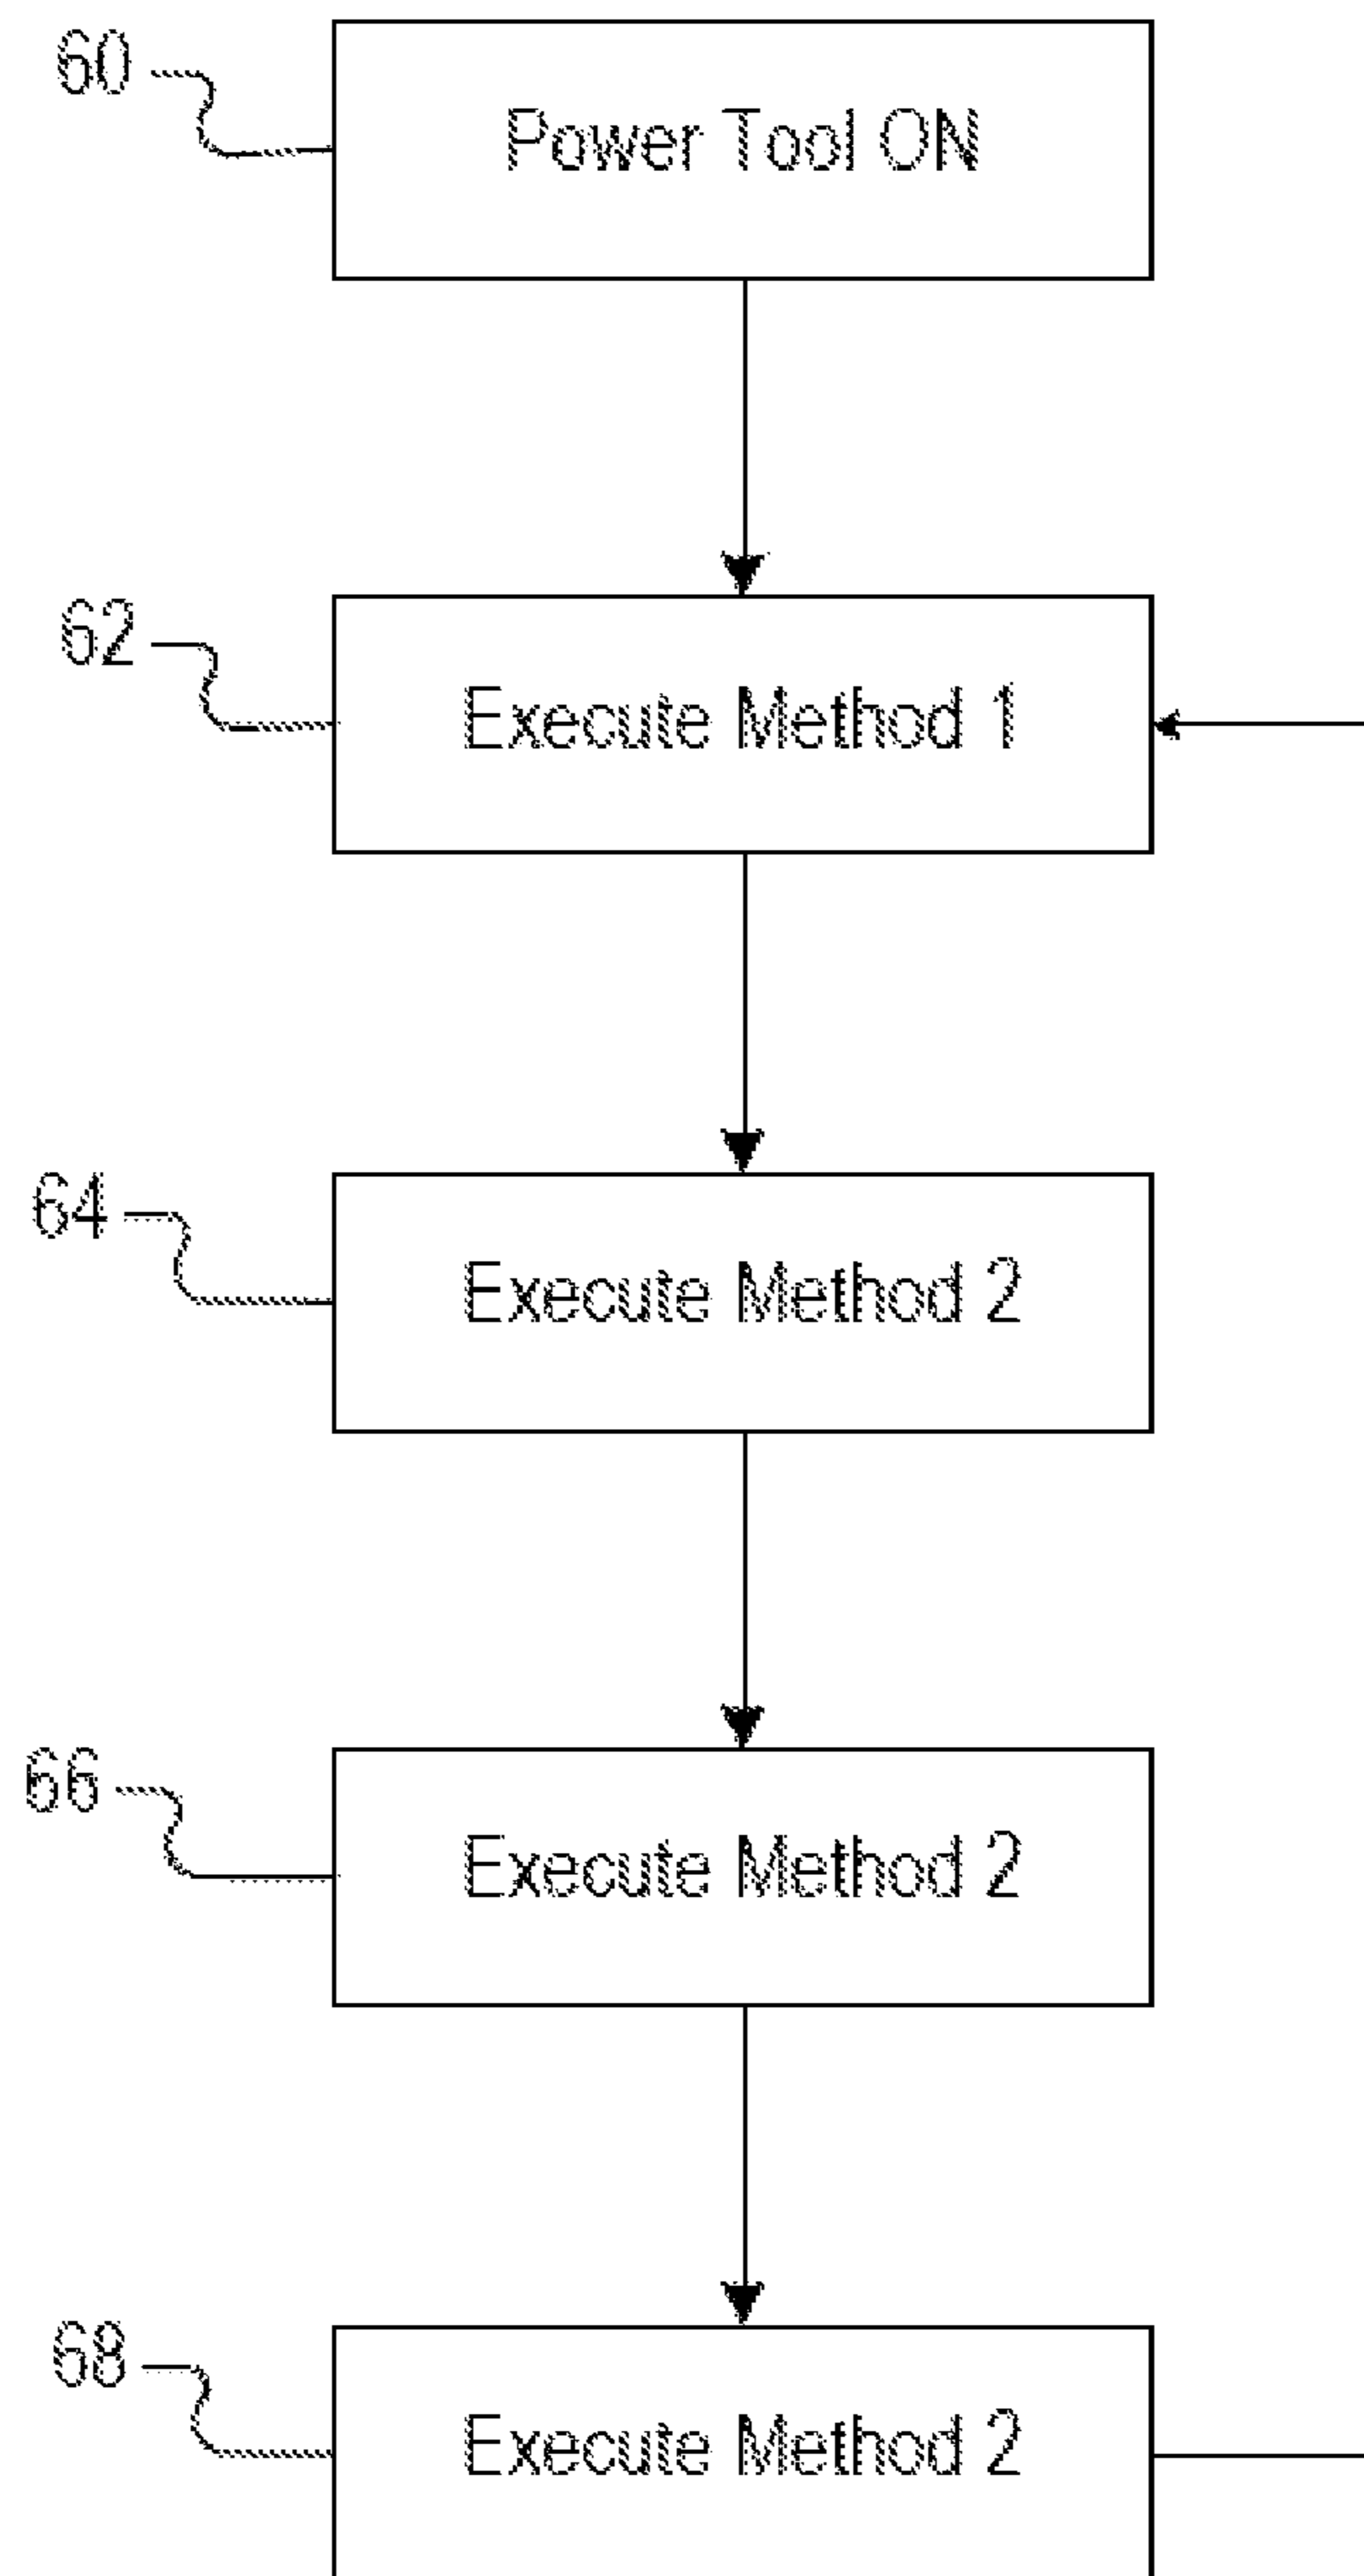 60
Power Tool ON
62
Execute Method 1
64
Execute Method 2
66
Execute Method 2
68
Execute Method 2